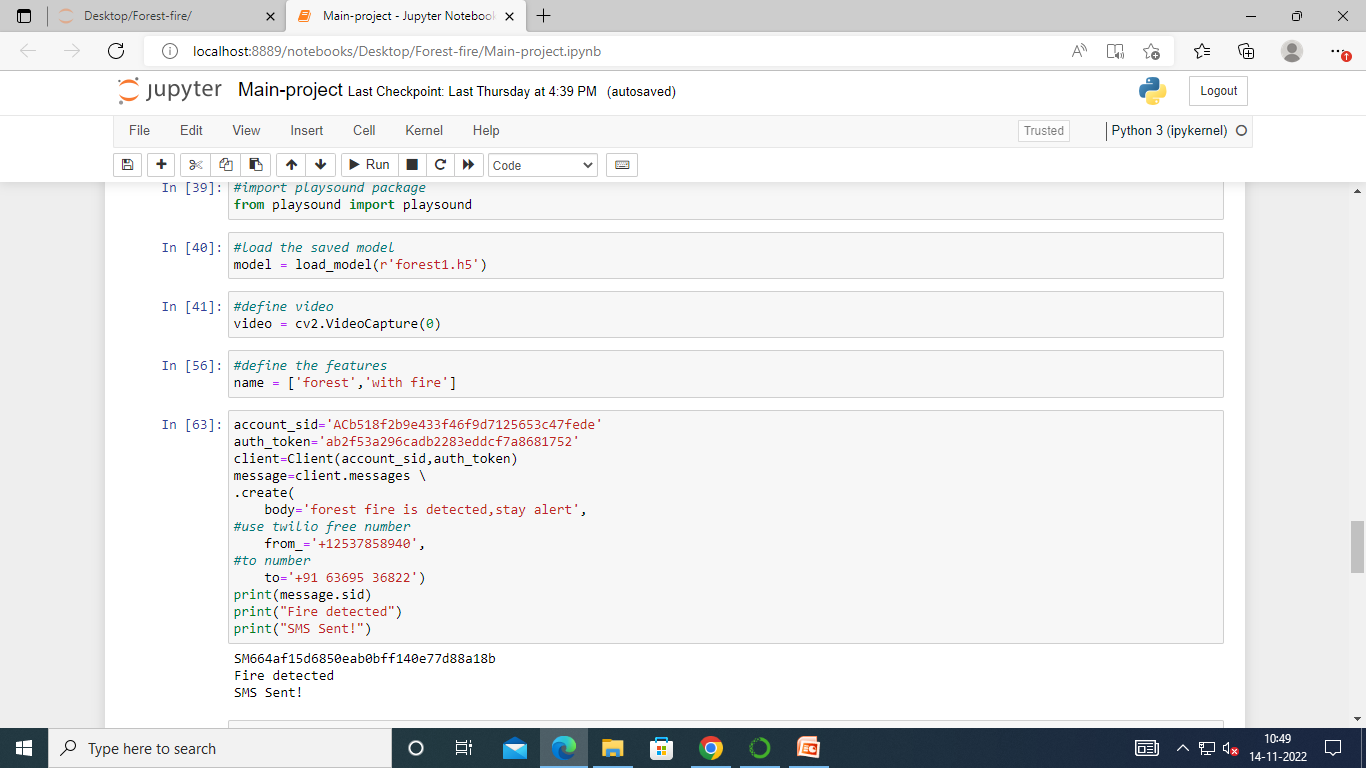 Desktop/Forest-fire/
Main-project - Jupyter Notebook
localhost:8889/notebooks/Desktop/Forest-fire/Main-project.ipynb
jupyter Main-project Last Checkpoint: Last Thursday at 4:39 PM (autosaved)
Logout
File Edit View Insert Cell Kernel Help
Trusted
Python 3 (ipykernel)
Run
Code
In [39]: #import playsound package
from playsound import playsound
In [40]: #load the saved model
model = load_model(r'forest1.h5')
In [41]: #define video
video = cv2.VideoCapture(0)
In [56]: #define the features
name = ['forest','with fire']
In [63]: account_sid='ACb518f2b9e433f46f9d7125653c47fede'
auth_token='ab2f53a296cadb2283eddcf7a8681752'
client=Client(account_sid,auth_token)
message=client.messages \
.create(
body='forest fire is detected,stay alert',
#use twilio free number
from_='+12537858940',
#to number
to='+91 63695 36822')
print(message.sid)
print("Fire detected")
print("SMS Sent!")
SM664af15d6850eab0bff140e77d88a18b
Fire detected
SMS Sent!
Type here to search
10:49
14-11-2022